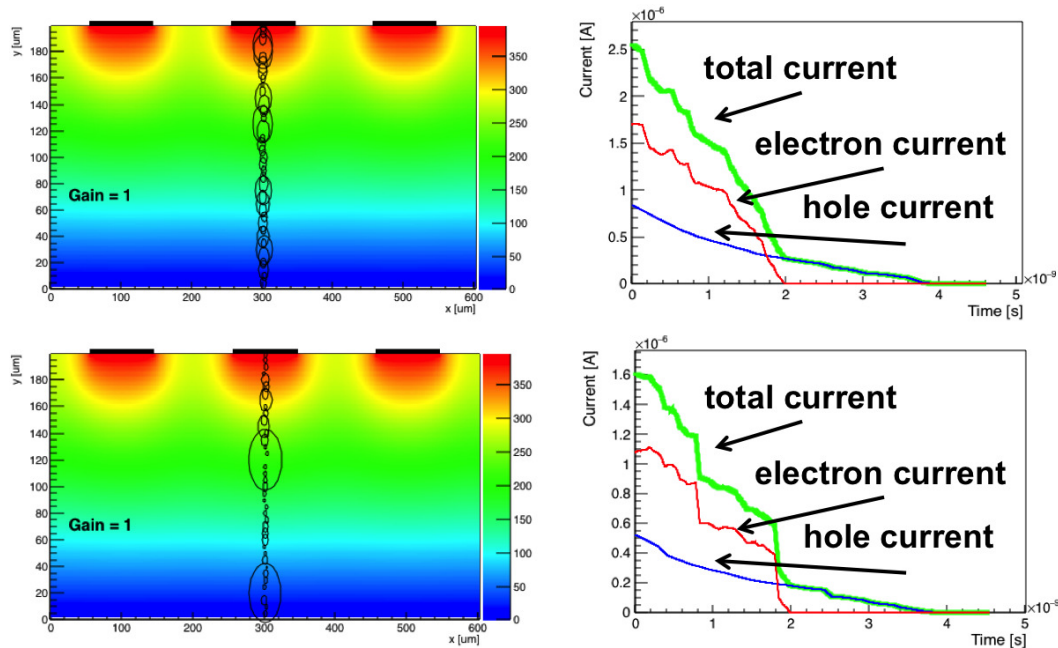 y [um]
180
160
140
120
100
80
60
40
20
0
Gain = 1
0 100 200 300 400 500 600
x [um]
350
300
250
200
150
100
50
0
×10⁻⁶
Current [A]
2.5
2
1.5
1
0.5
0
total current
electron current
hole current
0 1 2 3 4 5
×10⁻⁹
Time [s]
y [um]
180
160
140
120
100
80
60
40
20
0
Gain = 1
0 100 200 300 400 500 600
x [um]
350
300
250
200
150
100
50
0
×10⁻⁶
Current [A]
1.6
1.4
1.2
1
0.8
0.6
0.4
0.2
0
total current
electron current
hole current
0 1 2 3 4 5
×10
Time [s]